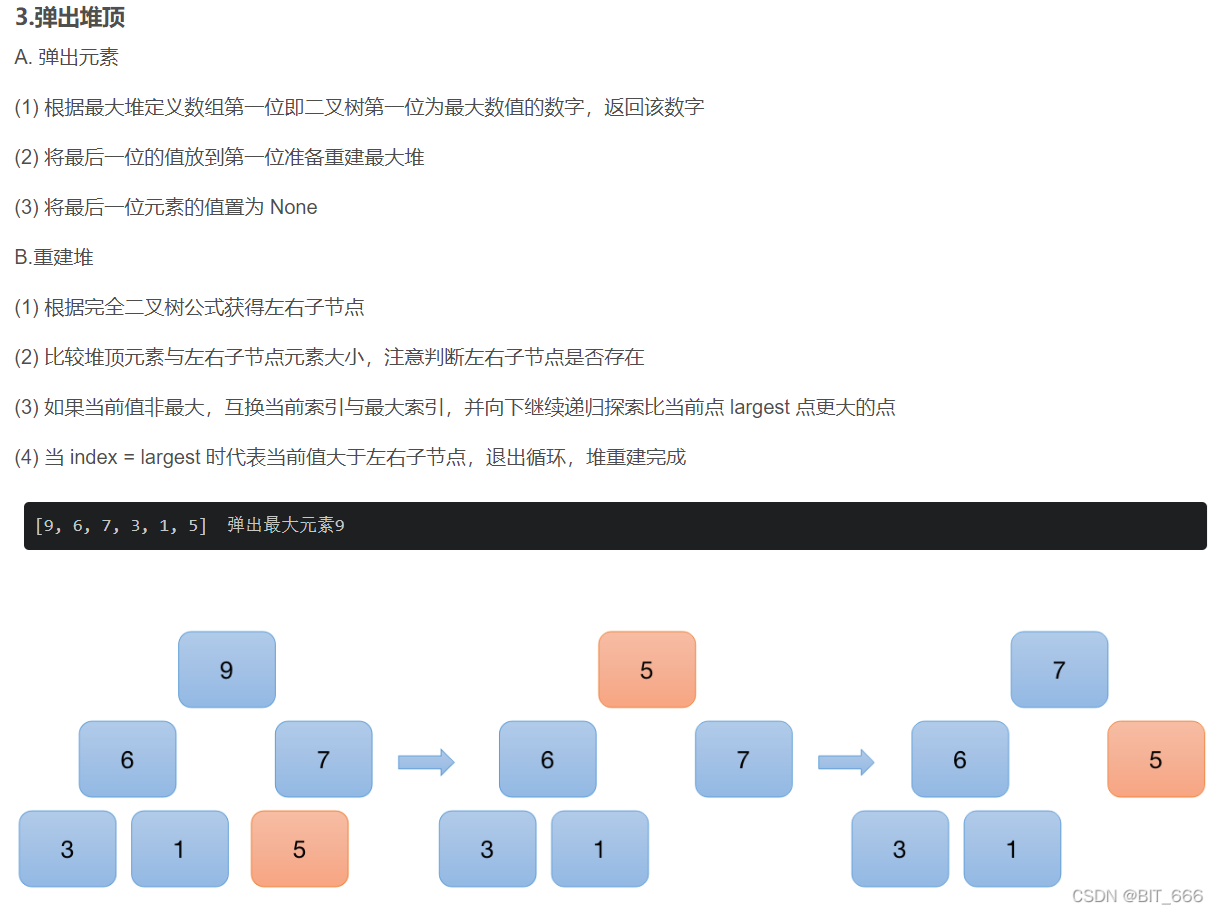 3.弹出堆顶
A. 弹出元素
(1) 根据最大堆定义数组第一位即二叉树第一位为最大数值的数字，返回该数字
(2) 将最后一位的值放到第一位准备重建最大堆
(3) 将最后一位元素的值置为 None
B.重建堆
(1) 根据完全二叉树公式获得左右子节点
(2) 比较堆顶元素与左右子节点元素大小，注意判断左右子节点是否存在
(3) 如果当前值非最大，互换当前索引与最大索引，并向下继续递归探索比当前点 largest 点更大的点
(4) 当 index = largest 时代表当前值大于左右子节点，退出循环，堆重建完成
[9, 6, 7, 3, 1, 5]  弹出最大元素9
9 5 7
6 7 6 7 6 5
3 1 5 3 1 3 1
CSDN @BIT_666